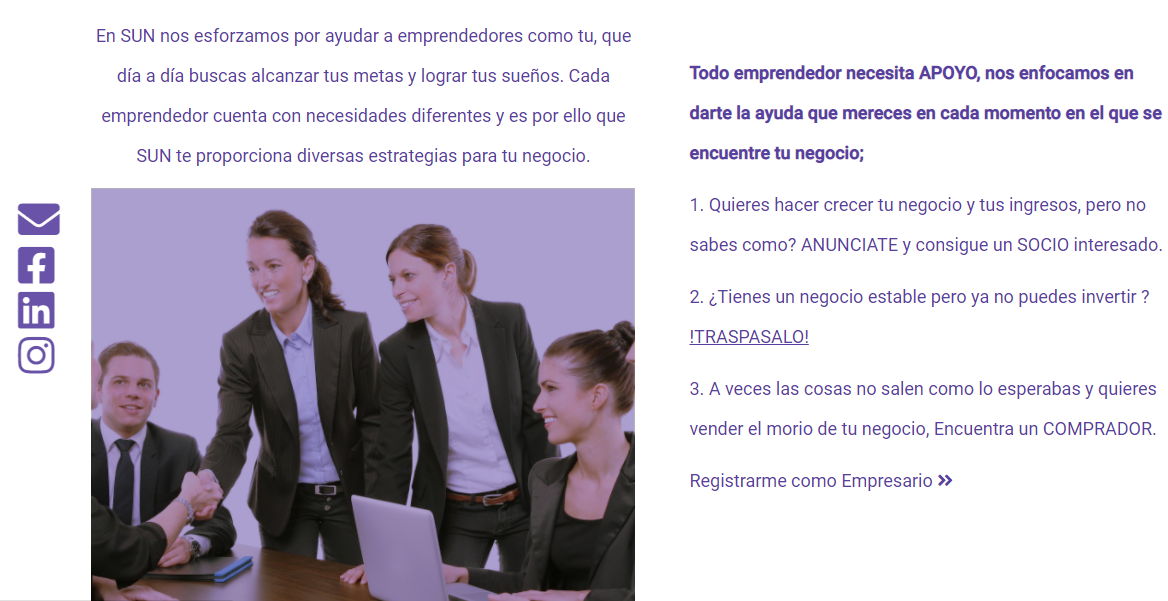 En SUN nos esforzamos por ayudar a emprendedores como tu, que
día a día buscas alcanzar tus metas y lograr tus sueños. Cada
emprendedor cuenta con necesidades diferentes y es por ello que
SUN te proporciona diversas estrategias para tu negocio.
Todo emprendedor necesita APOYO, nos enfocamos en
darte la ayuda que mereces en cada momento en el que se
encuentre tu negocio;
1. Quieres hacer crecer tu negocio y tus ingresos, pero no
sabes como? ANUNCIATE y consigue un SOCIO interesado.
2. ¿Tienes un negocio estable pero ya no puedes invertir ?
!TRASPASALO!
3. A veces las cosas no salen como lo esperabas y quieres
vender el morio de tu negocio, Encuentra un COMPRADOR.
Registrarme como Empresario »